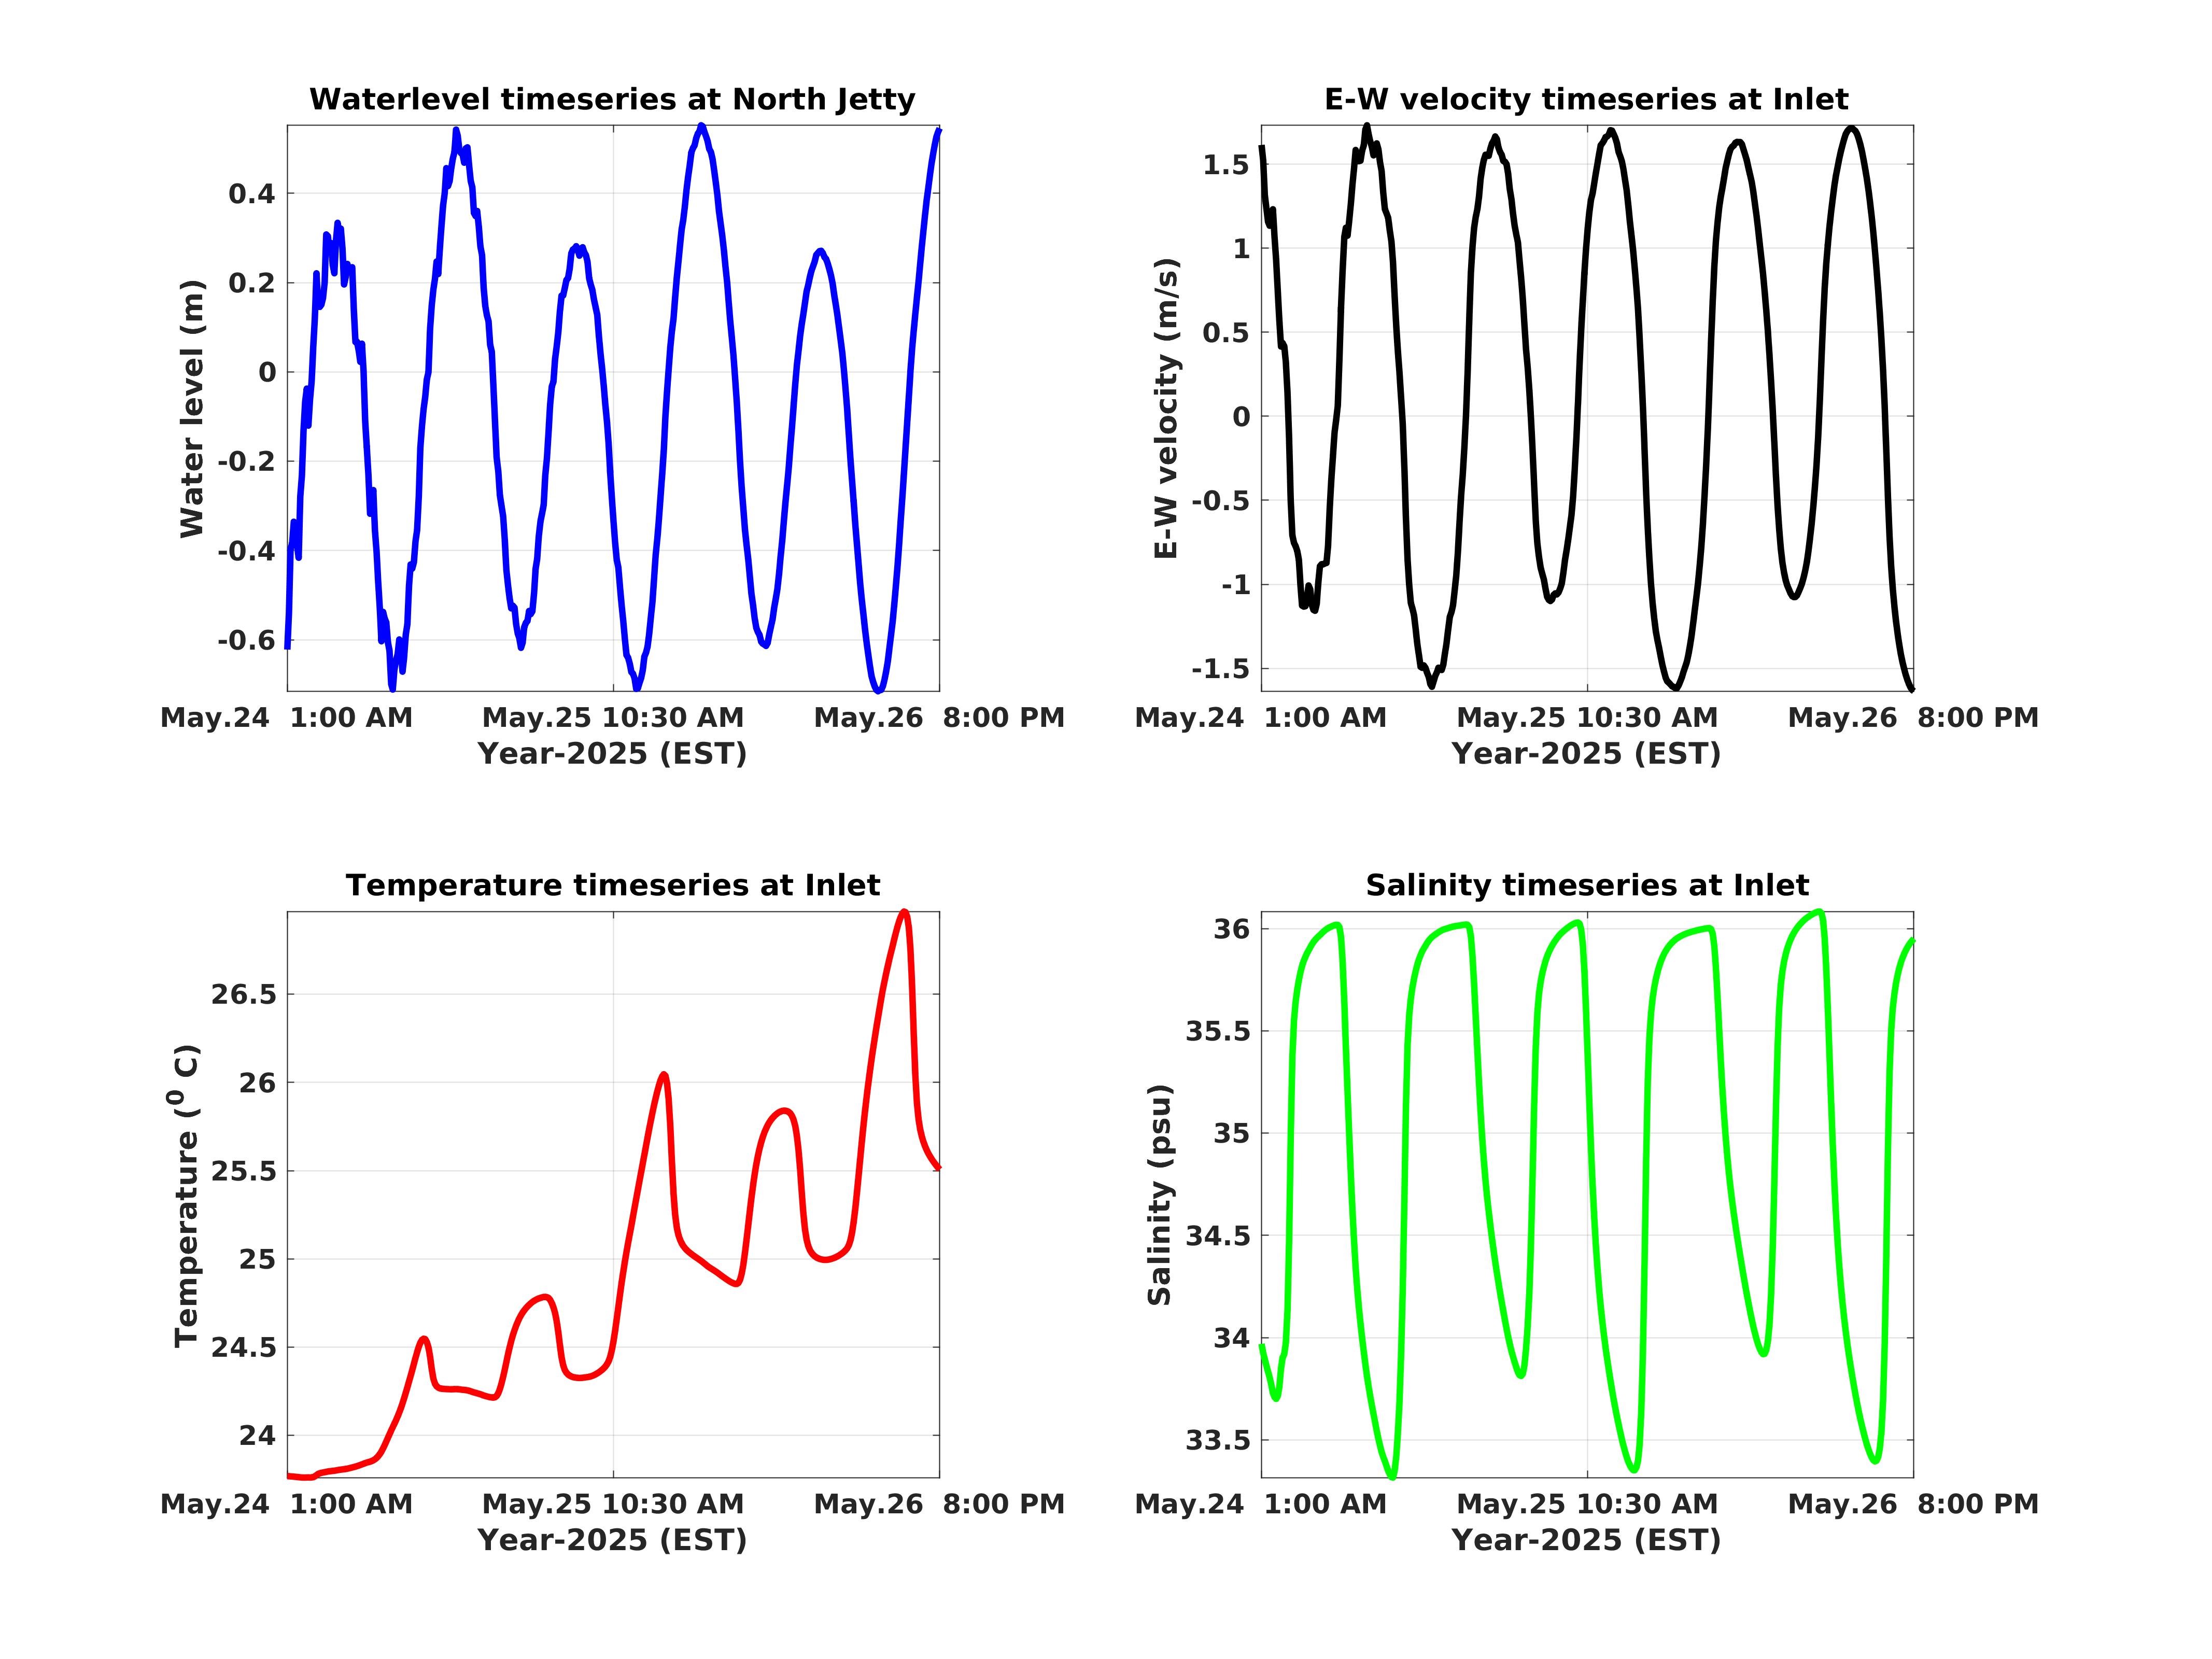 Waterlevel timeseries at North Jetty
Water level (m)
0.4
0.2
0
-0.2
-0.4
-0.6
May.24 1:00 AM
May.25 10:30 AM
May.26 8:00 PM
Year-2025 (EST)
E-W velocity timeseries at Inlet
E-W velocity (m/s)
1.5
1
0.5
0
-0.5
-1
-1.5
May.24 1:00 AM
May.25 10:30 AM
May.26 8:00 PM
Year-2025 (EST)
Temperature timeseries at Inlet
Temperature (⁰ C)
26.5
26
25.5
25
24.5
24
May.24 1:00 AM
May.25 10:30 AM
May.26 8:00 PM
Year-2025 (EST)
Salinity timeseries at Inlet
Salinity (psu)
36
35.5
35
34.5
34
33.5
May.24 1:00 AM
May.25 10:30 AM
May.26 8:00 PM
Year-2025 (EST)